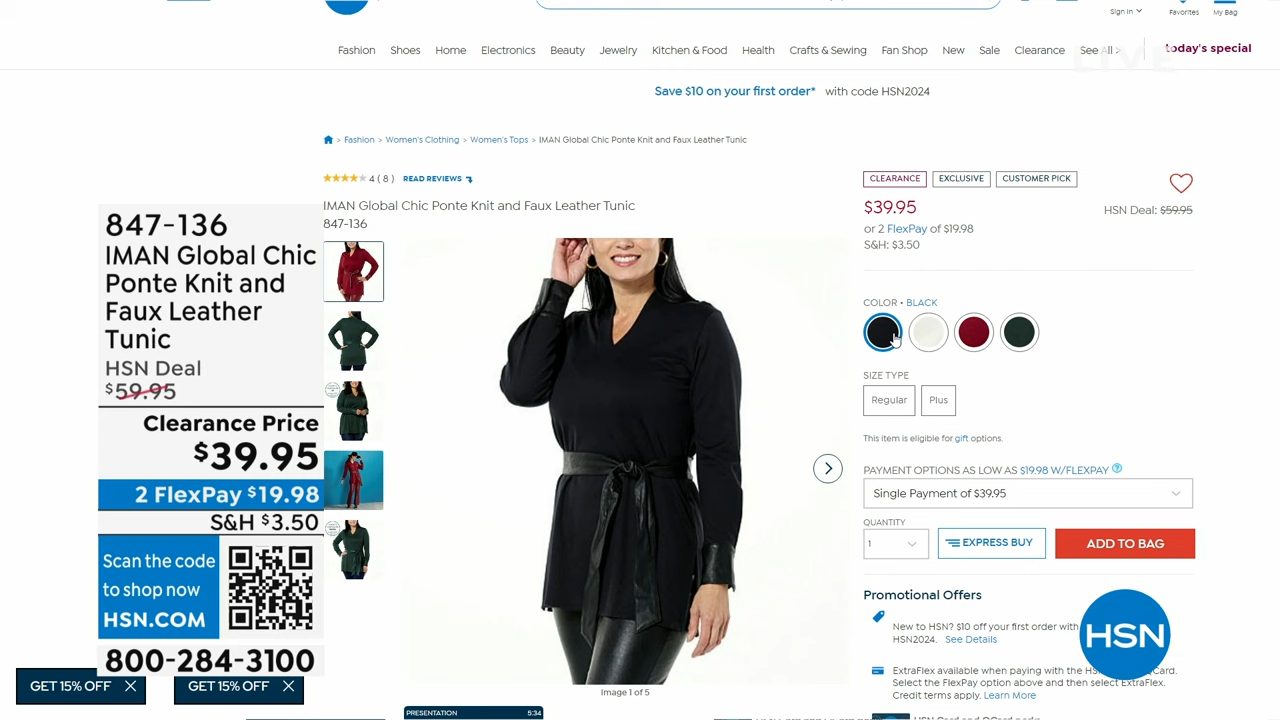 Sign In
Favorites
My Bag
Fashion Shoes Home Electronics Beauty Jewelry Kitchen & Food Health Crafts & Sewing Fan Shop New Sale Clearance See All >
today's special
LIVE
Save $10 on your first order* with code HSN2024
> Fashion > Women's Clothing > Women's Tops > IMAN Global Chic Ponte Knit and Faux Leather Tunic
4 ( 8 ) READ REVIEWS
IMAN Global Chic Ponte Knit and Faux Leather Tunic
847-136
847-136
IMAN Global Chic
Ponte Knit and
Faux Leather
Tunic
HSN Deal
$59.95
Clearance Price
$39.95
2 FlexPay $19.98
S&H $3.50
Scan the code
to shop now
HSN.COM
800-284-3100
GET 15% OFF
GET 15% OFF
Image 1 of 5
PRESENTATION 5:34
CLEARANCE EXCLUSIVE CUSTOMER PICK
$39.95
HSN Deal: $59.95
or 2 FlexPay of $19.98
S&H: $3.50
COLOR • BLACK
SIZE TYPE
Regular Plus
This item is eligible for gift options.
PAYMENT OPTIONS AS LOW AS $19.98 W/FLEXPAY
Single Payment of $39.95
QUANTITY
1
EXPRESS BUY
ADD TO BAG
Promotional Offers
New to HSN? $10 off your first order with
HSN2024. See Details
HSN
ExtraFlex available when paying with the HS Card.
Select the FlexPay option above and then select ExtraFlex.
Credit terms apply. Learn More